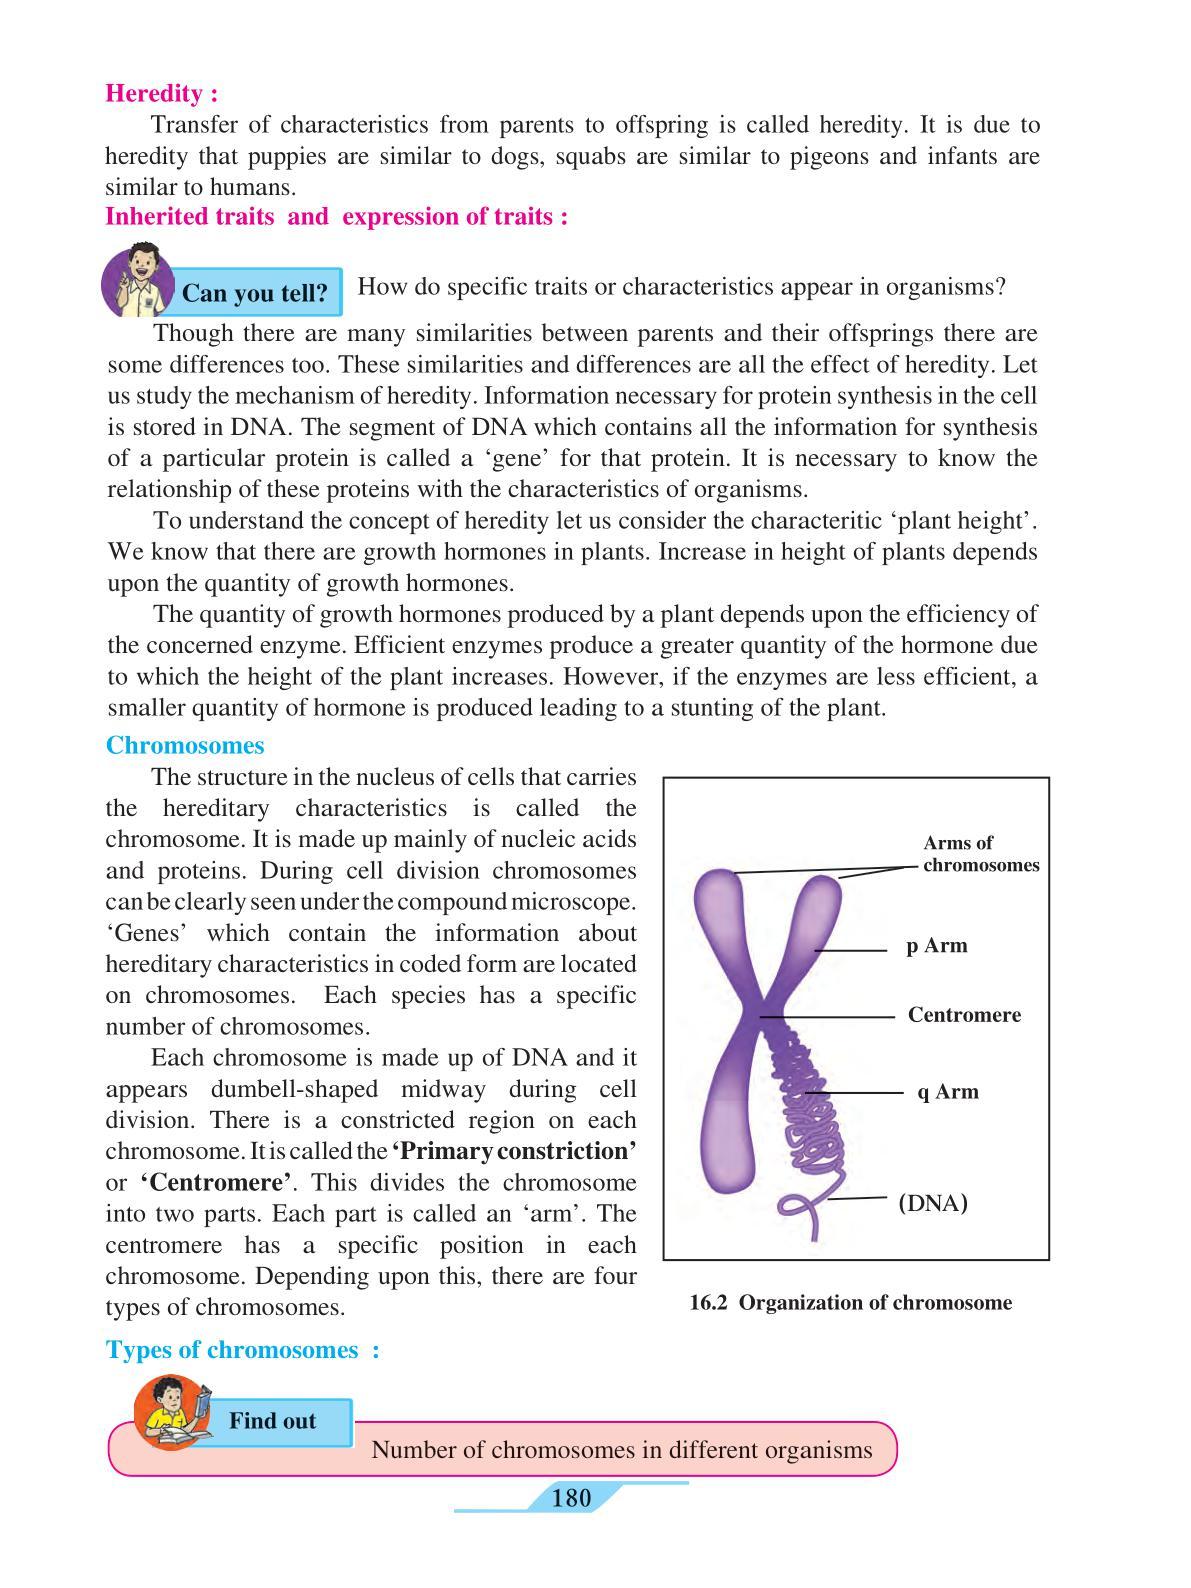 Heredity :
Transfer of characteristics from parents to offspring is called heredity. It is due to
heredity that puppies are similar to dogs, squabs are similar to pigeons and infants are
similar to humans.
Inherited traits and expression of traits :
Can you tell?
How do specific traits or characteristics appear in organisms?
Though there are many similarities between parents and their offsprings there are
some differences too. These similarities and differences are all the effect of heredity. Let
us study the mechanism of heredity. Information necessary for protein synthesis in the cell
is stored in DNA. The segment of DNA which contains all the information for synthesis
of a particular protein is called a ‘gene’ for that protein. It is necessary to know the
relationship of these proteins with the characteristics of organisms.
To understand the concept of heredity let us consider the characteritic ‘plant height’.
We know that there are growth hormones in plants. Increase in height of plants depends
upon the quantity of growth hormones.
The quantity of growth hormones produced by a plant depends upon the efficiency of
the concerned enzyme. Efficient enzymes produce a greater quantity of the hormone due
to which the height of the plant increases. However, if the enzymes are less efficient, a
smaller quantity of hormone is produced leading to a stunting of the plant.
Chromosomes
The structure in the nucleus of cells that carries
the hereditary characteristics is called the
chromosome. It is made up mainly of nucleic acids
and proteins. During cell division chromosomes
can be clearly seen under the compound microscope.
‘Genes’ which contain the information about
hereditary characteristics in coded form are located
on chromosomes. Each species has a specific
number of chromosomes.
Each chromosome is made up of DNA and it
appears dumbell-shaped midway during cell
division. There is a constricted region on each
chromosome. It is called the ‘Primary constriction’
or ‘Centromere’. This divides the chromosome
into two parts. Each part is called an ‘arm’. The
centromere has a specific position in each
chromosome. Depending upon this, there are four
types of chromosomes.
Arms of
chromosomes
p Arm
Centromere
q Arm
(DNA)
16.2 Organization of chromosome
Types of chromosomes :
Find out
Number of chromosomes in different organisms
180